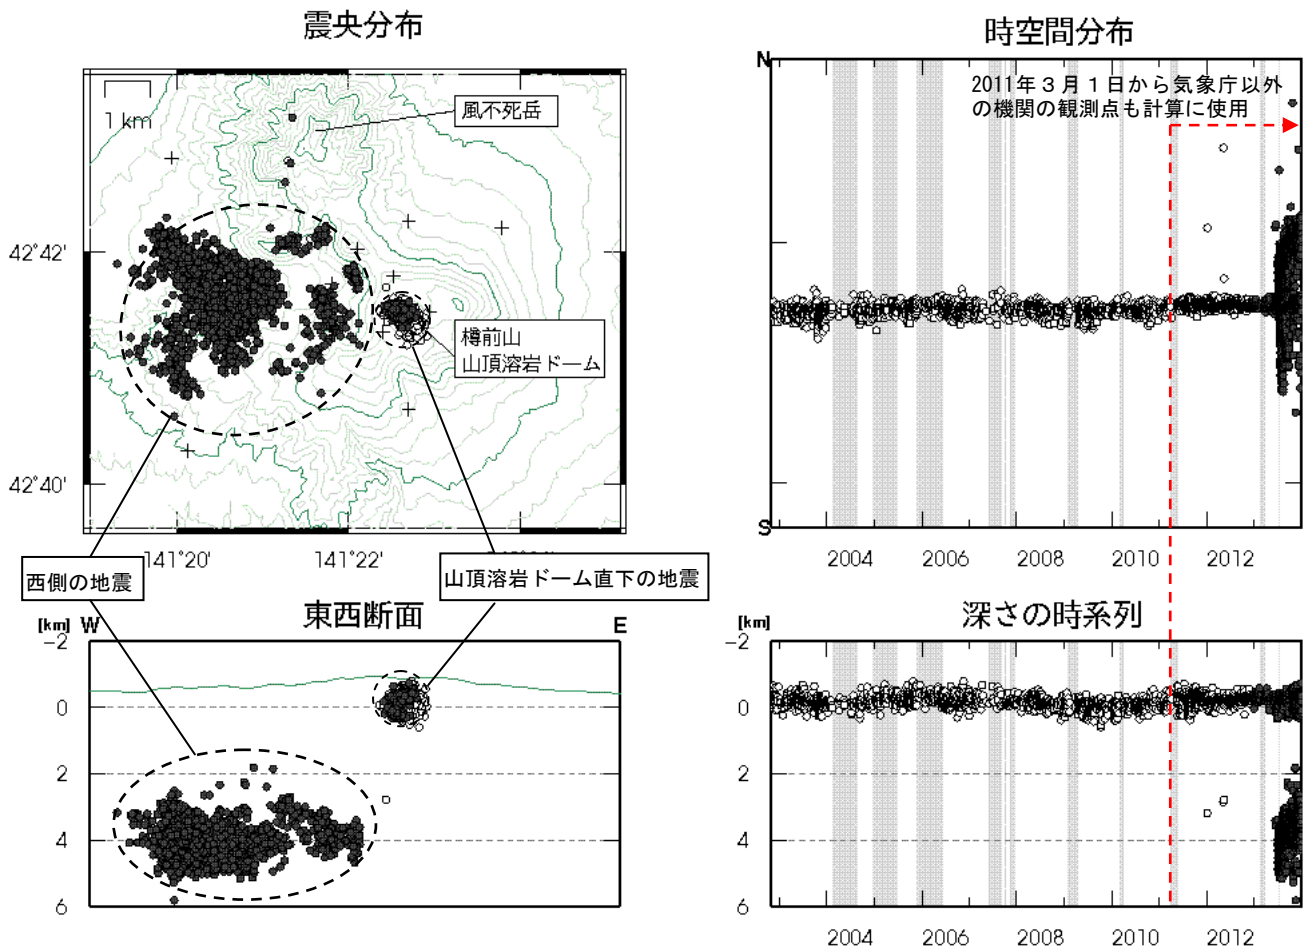 震央分布
1 km
風不死岳
42°42'
樽前山
山頂溶岩ドーム
42°40'
141°20'
141°22'
西側の地震
山頂溶岩ドーム直下の地震
東西断面
[km] W
E
-2
0
2
4
6
時空間分布
N
2011年３月１日から気象庁以外
の機関の観測点も計算に使用
S
2004
2006
2008
2010
2012
深さの時系列
[km]
-2
0
2
4
6
2004
2006
2008
2010
2012